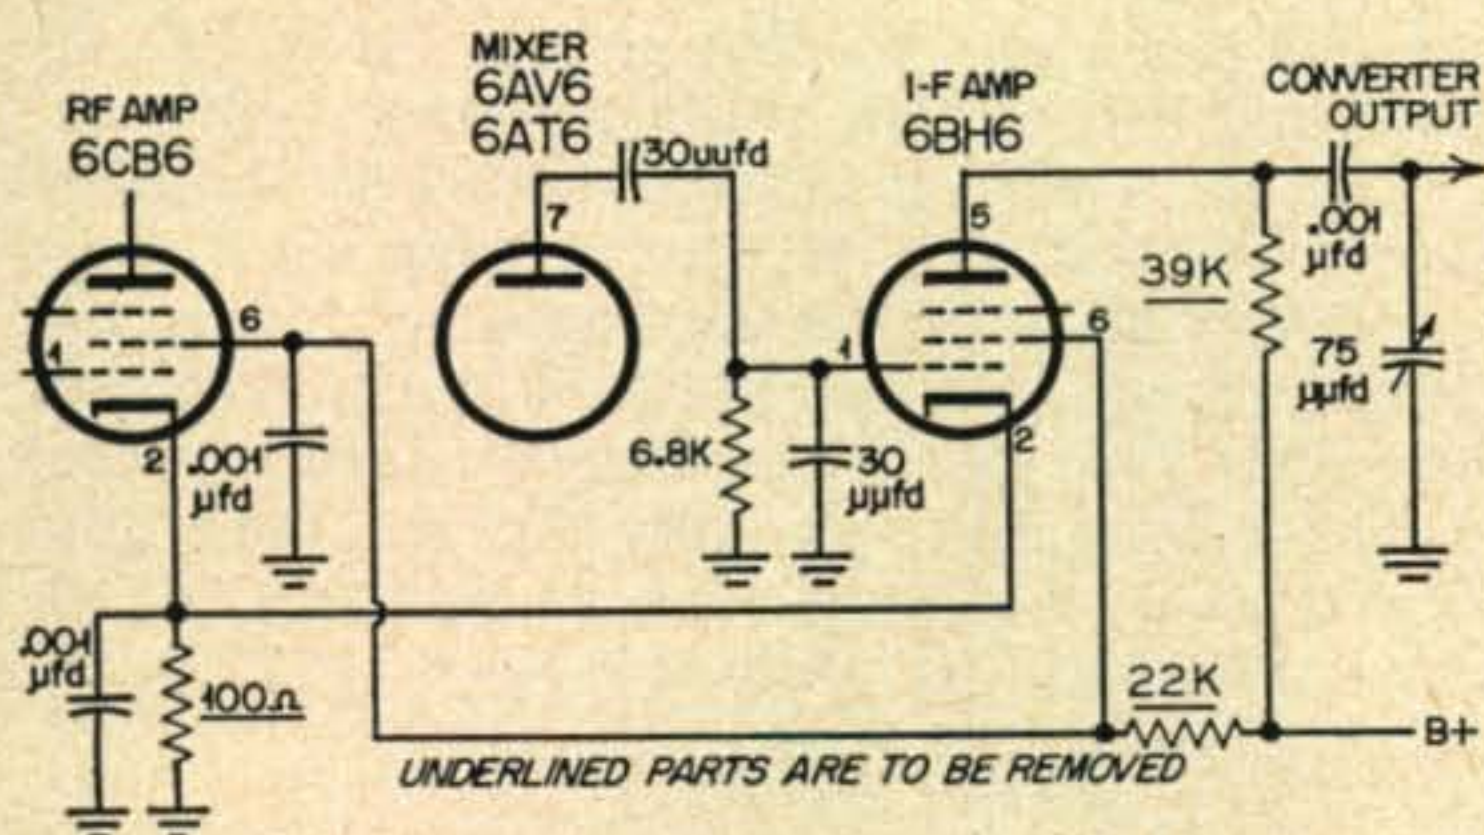 RF AMP
6CB6
MIXER
6AV6
6AT6
30uufd
I-F AMP
6BH6
CONVERTER
OUTPUT
7
5
.001
µfd
39K
6
6
1
1
75
µµfd
2
.001
µfd
6.8K
30
µµfd
2
.001
µfd
100Ω
22K
B+
UNDERLINED PARTS ARE TO BE REMOVED